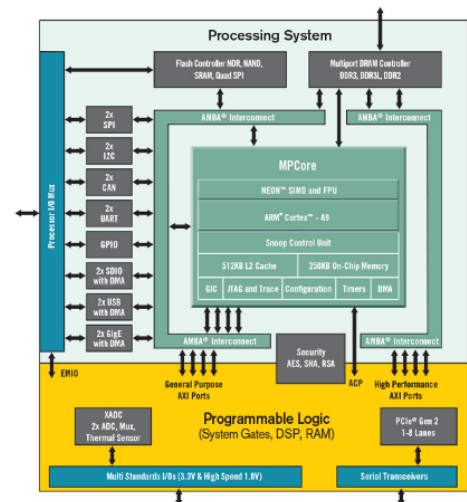 Processing System
Flash Controller NOR, NAND,
SRAM, Quad SPI
Multiport DRAM Controller
DDR3, DDR3L, DDR2
AMBA® Interconnect
AMBA® Interconnect
Processor I/O Mux
2x
SPI
2x
I2C
2x
CAN
2x
UART
GPIO
2x SDIO
with DMA
2x USB
with DMA
2x GigE
with DMA
MPCore
NEON™ SIMD and FPU
ARM® Cortex™ - A9
Snoop Control Unit
512KB L2 Cache
256KB On-Chip Memory
GIC
JTAG and Trace
Configuration
Timers
DMA
AMBA® Interconnect
Security
AES, SHA, RSA
AMBA® Interconnect
EMIO
General Purpose
AXI Ports
ACP
High Performance
AXI Ports
XADC
2x ADC, Mux,
Thermal Sensor
Programmable Logic
(System Gates, DSP, RAM)
PCIe® Gen 2
1-8 Lanes
Multi Standards I/Os (3.3V & High Speed 1.8V)
Serial Transceivers